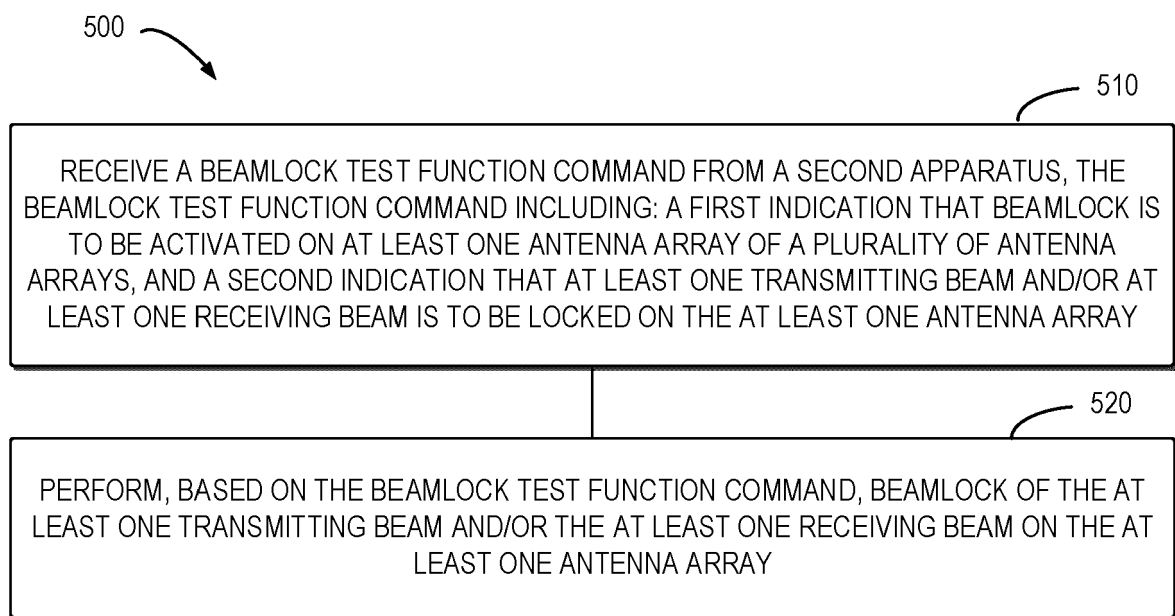 500
510
RECEIVE A BEAMLOCK TEST FUNCTION COMMAND FROM A SECOND APPARATUS, THE
BEAMLOCK TEST FUNCTION COMMAND INCLUDING: A FIRST INDICATION THAT BEAMLOCK IS
TO BE ACTIVATED ON AT LEAST ONE ANTENNA ARRAY OF A PLURALITY OF ANTENNA
ARRAYS, AND A SECOND INDICATION THAT AT LEAST ONE TRANSMITTING BEAM AND/OR AT
LEAST ONE RECEIVING BEAM IS TO BE LOCKED ON THE AT LEAST ONE ANTENNA ARRAY
520
PERFORM, BASED ON THE BEAMLOCK TEST FUNCTION COMMAND, BEAMLOCK OF THE AT
LEAST ONE TRANSMITTING BEAM AND/OR THE AT LEAST ONE RECEIVING BEAM ON THE AT
LEAST ONE ANTENNA ARRAY